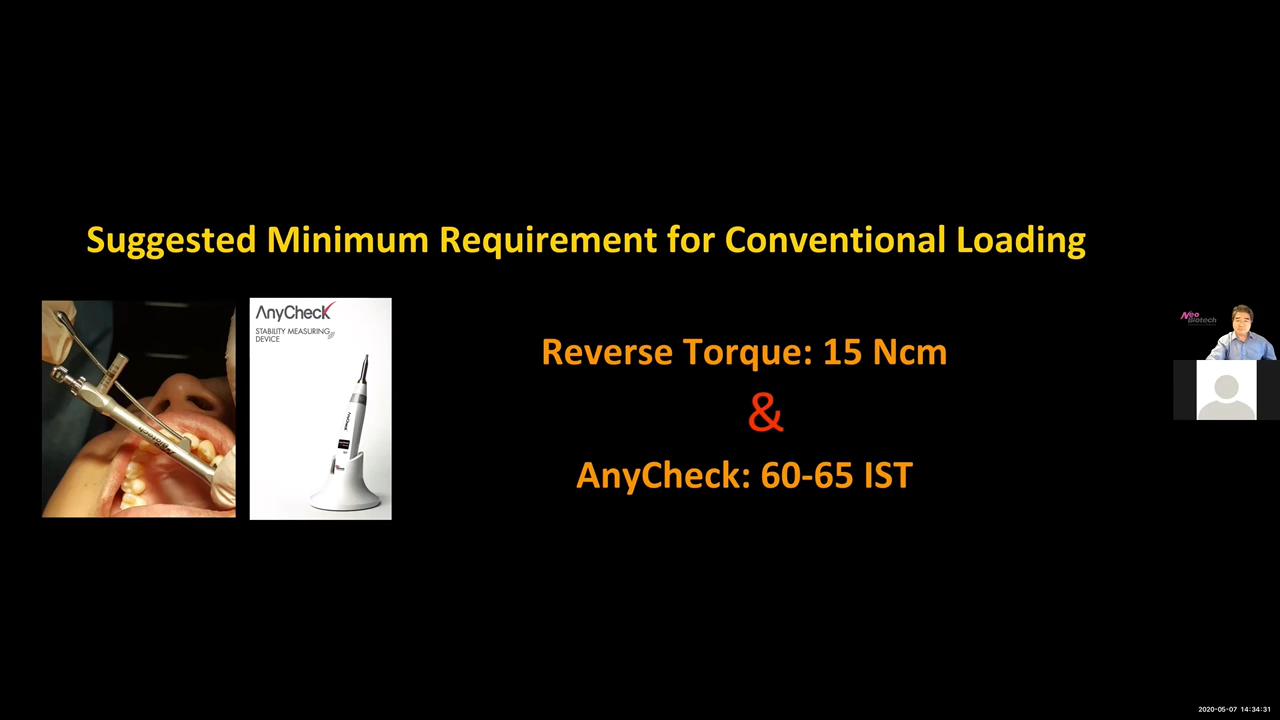 Suggested Minimum Requirement for Conventional Loading
AnyCheck
STABILITY MEASURING
DEVICE
Reverse Torque: 15 Ncm
&
AnyCheck: 60-65 IST
Neo
Biotech
2020-05-07 14:34:31